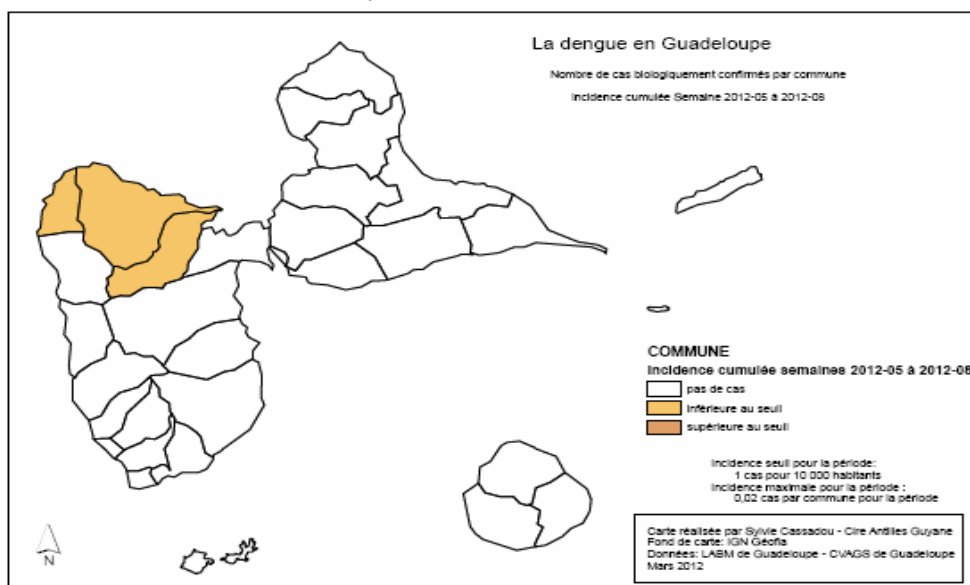 La dengue en Guadeloupe
Nombre de cas biologiquement confirmés par commune
Incidence cumulée Semaine 2012-05 à 2012-08
COMMUNE
Incidence cumulée semaines 2012-05 à 2012-08
pas de cas
Inférieure au seuil
supérieure au seuil
Incidence seuil pour la période:
1 cas pour 10 000 habitants
Incidence maximale pour la période :
0,02 cas par commune pour la période
Carte réalisée par Sylvie Cassadou - Cire Antilles Guyane
Fond de carte: IGN Géofla
Données: LABM de Guadeloupe - CVAGS de Guadeloupe
Mars 2012
N